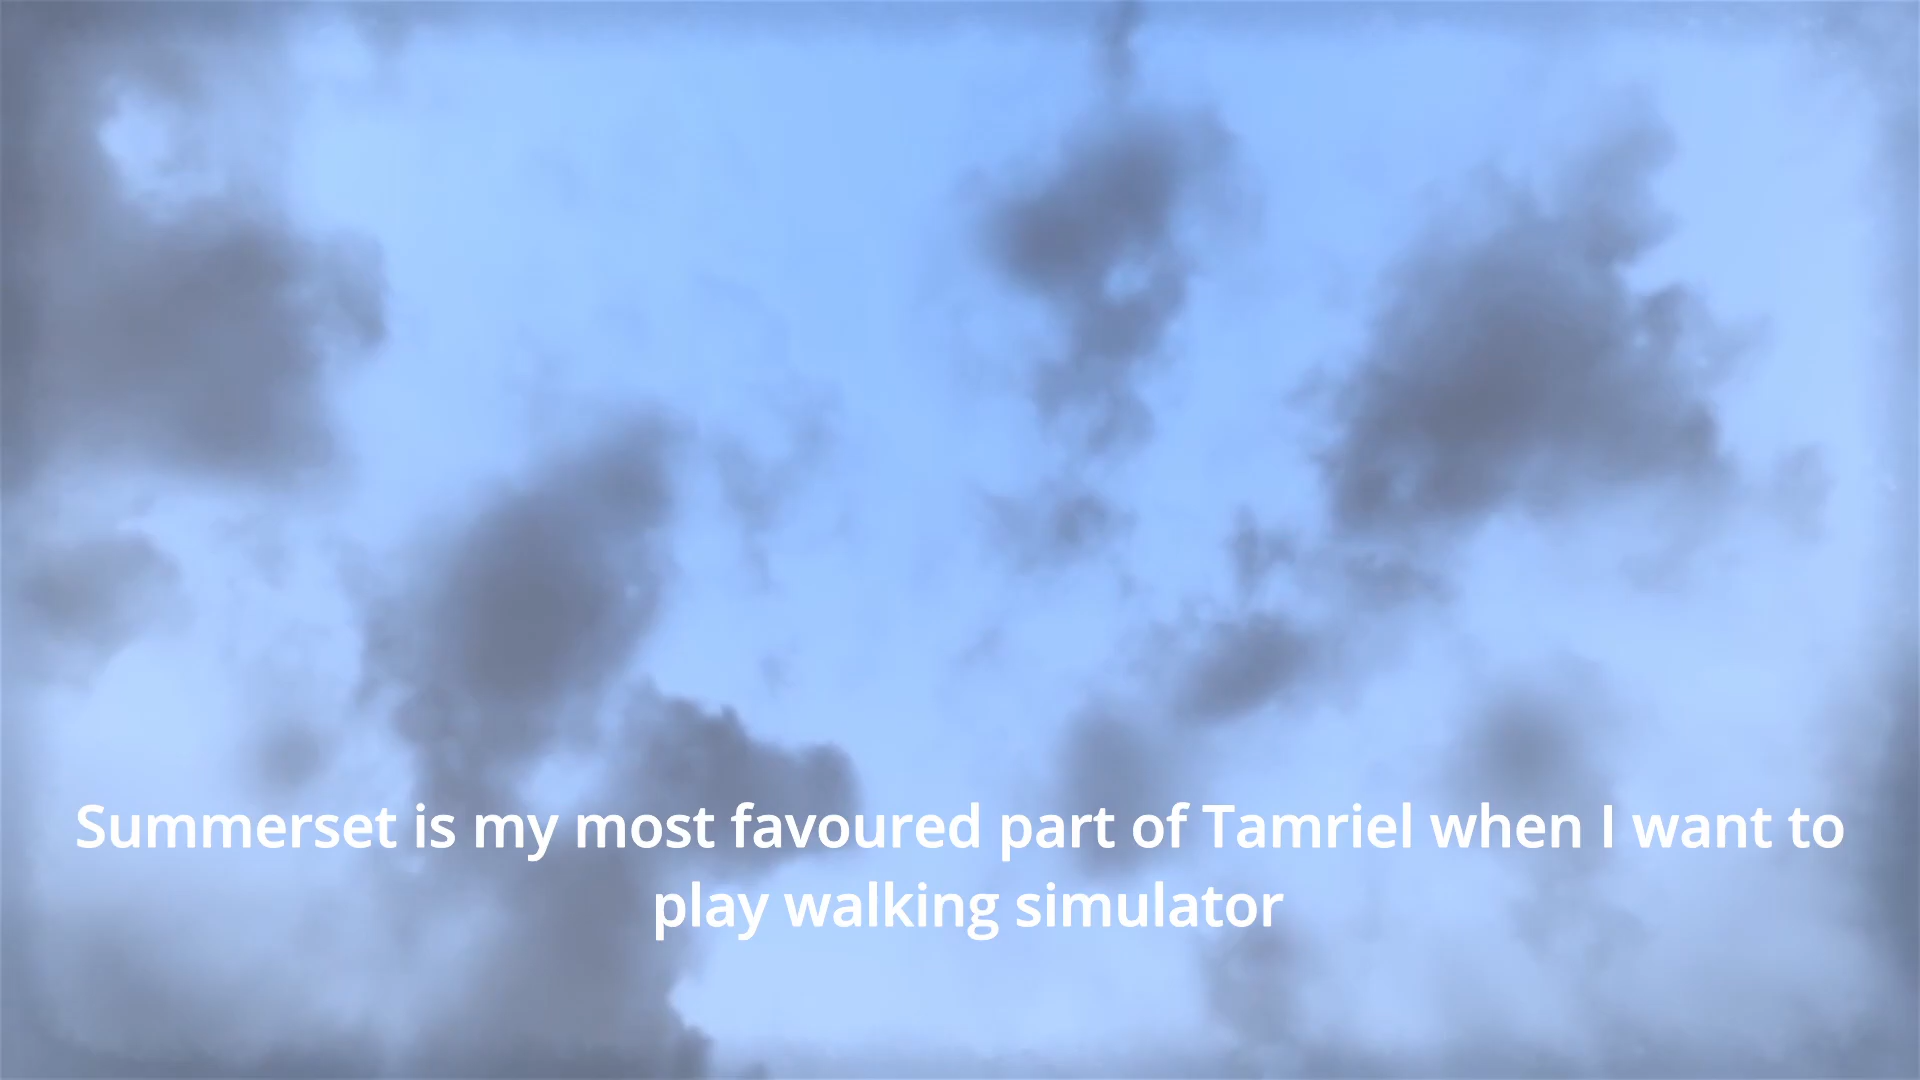 Summerset is my most favoured part of Tamriel when I want to
play walking simulator